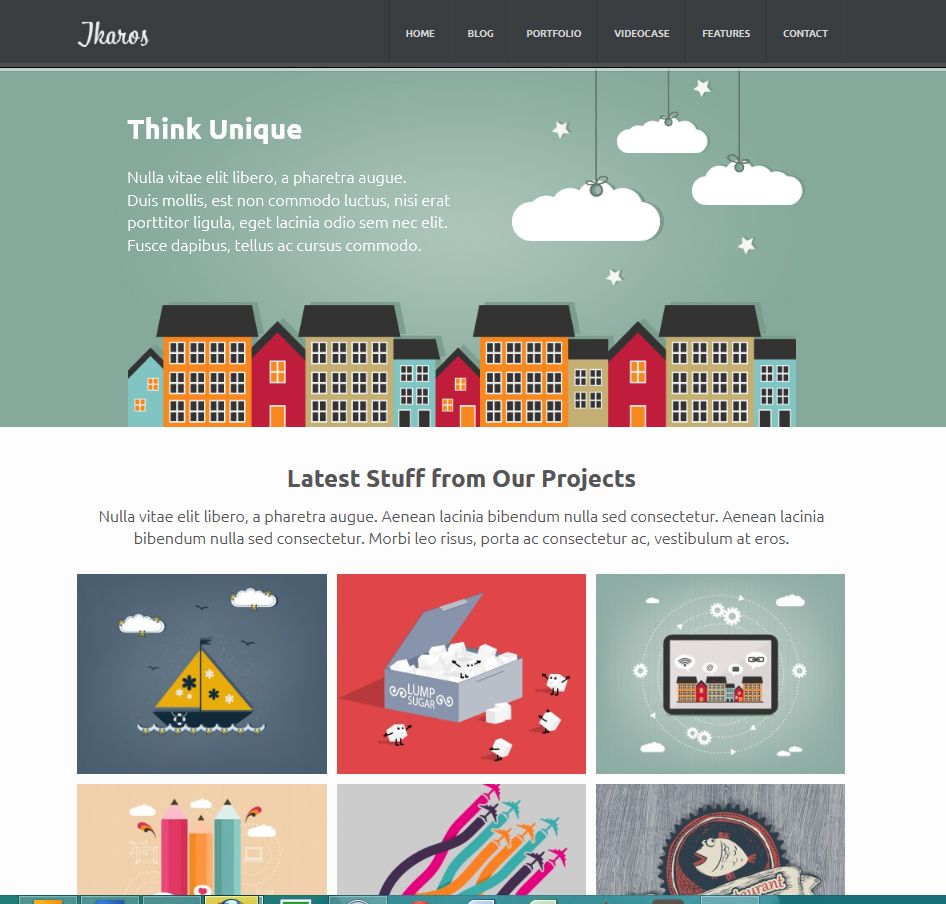 Ikaros
HOME
BLOG
PORTFOLIO
VIDEOCASE
FEATURES
CONTACT
Think Unique
Nulla vitae elit libero, a pharetra augue.
Duis mollis, est non commodo luctus, nisi erat
porttitor ligula, eget lacinia odio sem nec elit.
Fusce dapibus, tellus ac cursus commodo.
Latest Stuff from Our Projects
Nulla vitae elit libero, a pharetra augue. Aenean lacinia bibendum nulla sed consectetur. Aenean lacinia
bibendum nulla sed consectetur. Morbi leo risus, porta ac consectetur ac, vestibulum at eros.
LUMP
SUGAR
@